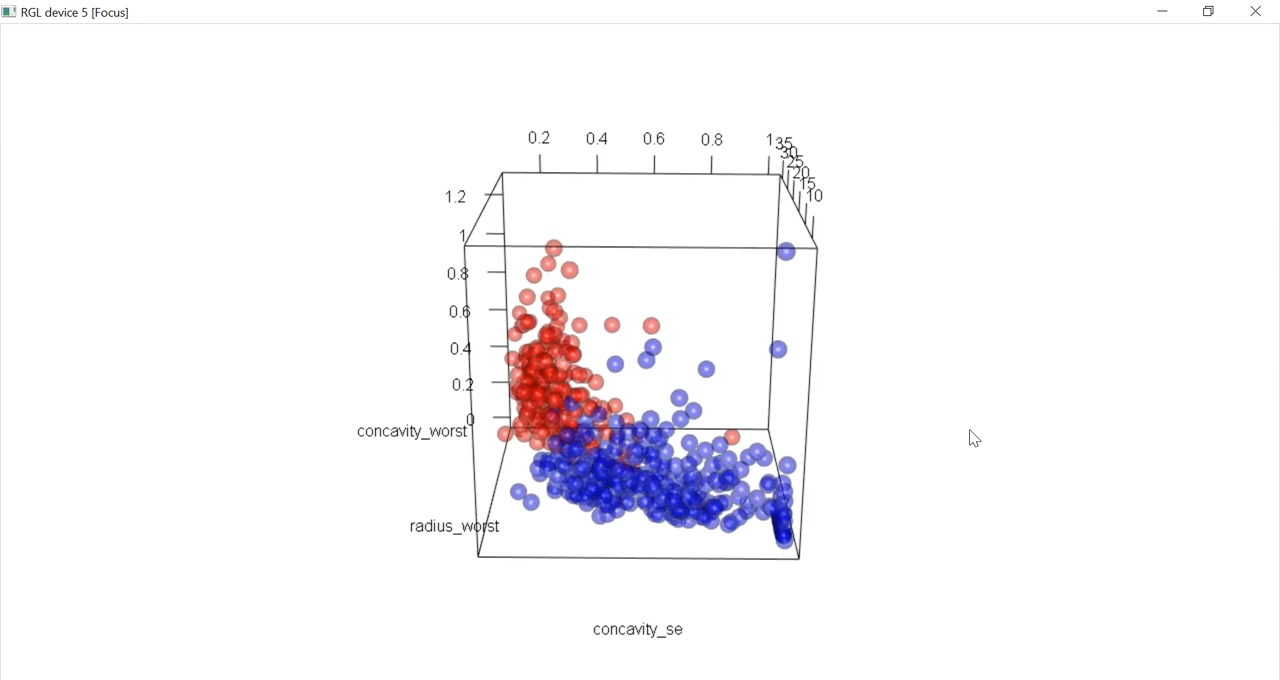 RGL device 5 [Focus]
0.2 0.4 0.6 0.8 1 35
30
25
20
15
10
1.2
1
0.8
0.6
0.4
0.2
0
concavity_worst
radius_worst
concavity_se